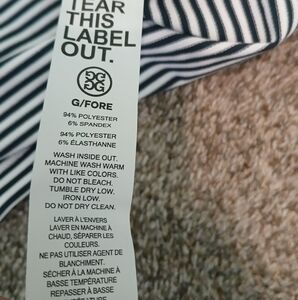 TEAR
THIS
LABEL
OUT.
G/FORE
94% POLYESTER
6% SPANDEX
94% POLYESTER
6% ÉLASTHANNE
WASH INSIDE OUT.
MACHINE WASH WARM
WITH LIKE COLORS.
DO NOT BLEACH.
TUMBLE DRY LOW.
IRON LOW.
DO NOT DRY CLEAN.
LAVER À L'ENVERS
LAVER EN MACHINE À
CHAUD, SÉPARER LES
COULEURS.
NE PAS UTILISER AGENT DE
BLANCHIMENT.
SÉCHER À LA MACHINE À
BASSE TEMPÉRATURE
REPASSER À BASSE
TEMPÉRATURE